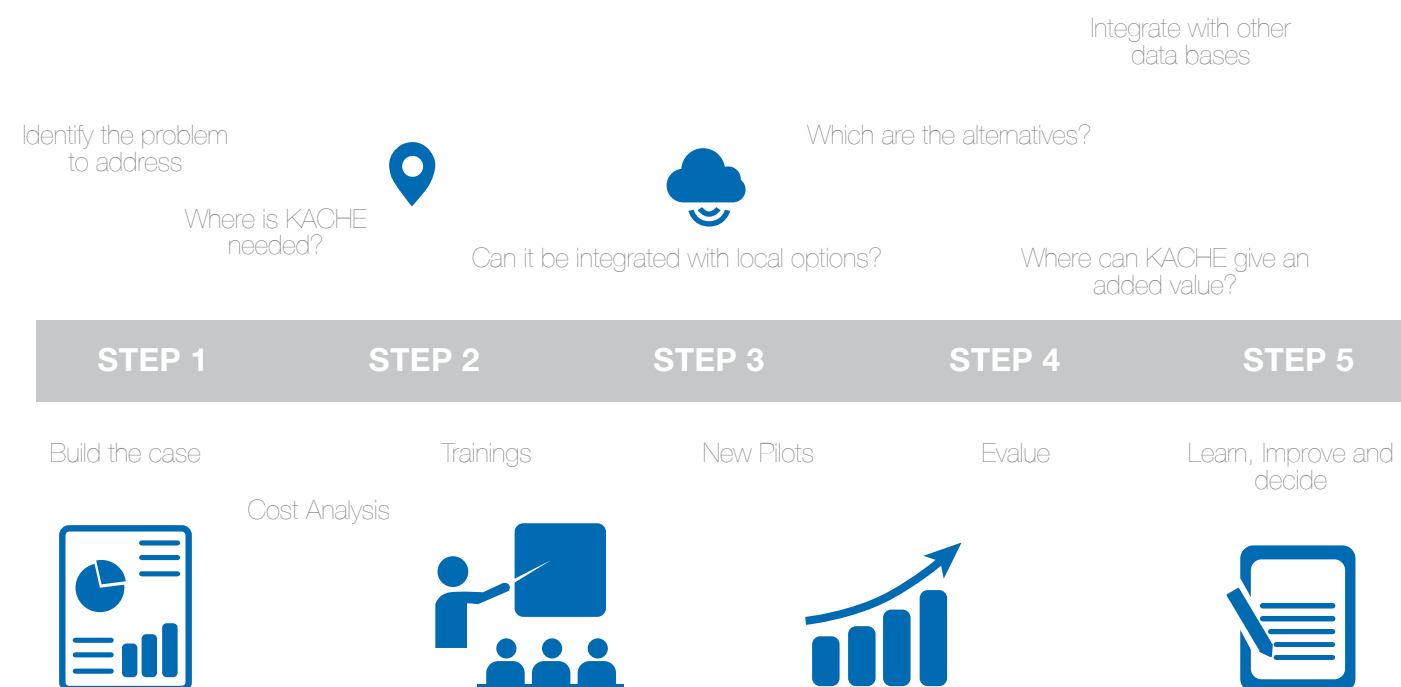 Integrate with other
data bases
Identify the problem
to address
Which are the alternatives?
Where is KACHE
needed?
Can it be integrated with local options?
Where can KACHE give an
added value?
STEP 1
STEP 2
STEP 3
STEP 4
STEP 5
Build the case
Trainings
New Pilots
Evalue
Learn, Improve and
decide
Cost Analysis